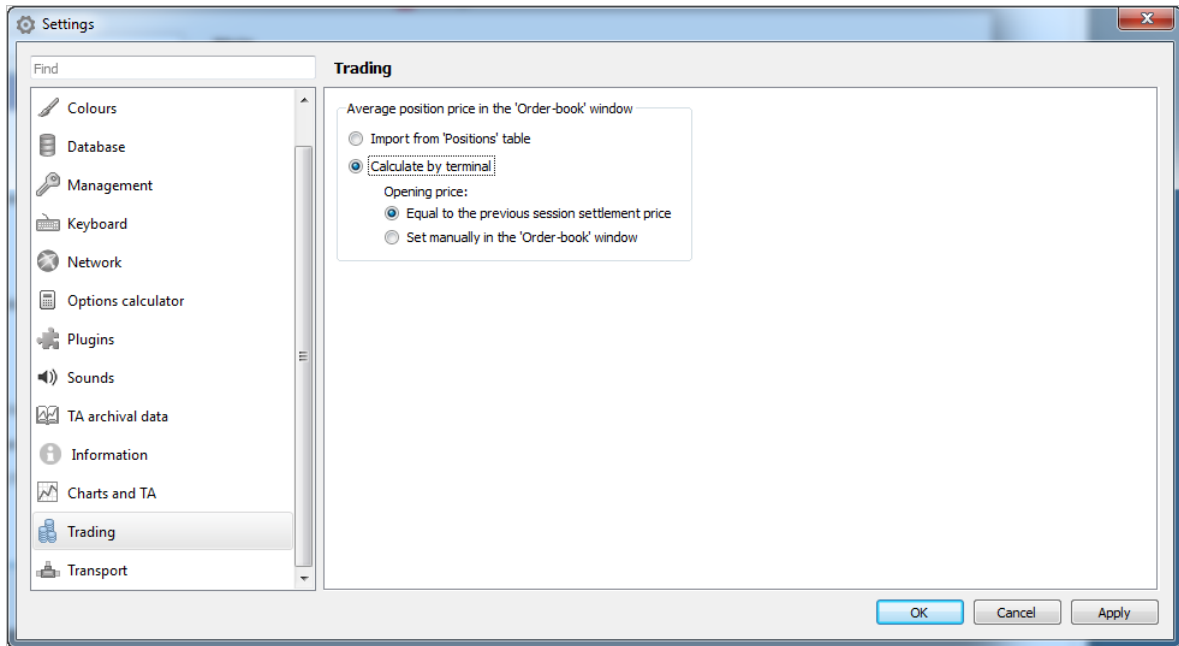 Settings
Find
Colours
Database
Management
Keyboard
Network
Options calculator
Plugins
Sounds
TA archival data
Information
Charts and TA
Trading
Transport
Trading
Average position price in the 'Order-book' window
Import from 'Positions' table
Calculate by terminal
Opening price:
Equal to the previous session settlement price
Set manually in the 'Order-book' window
OK Cancel Apply